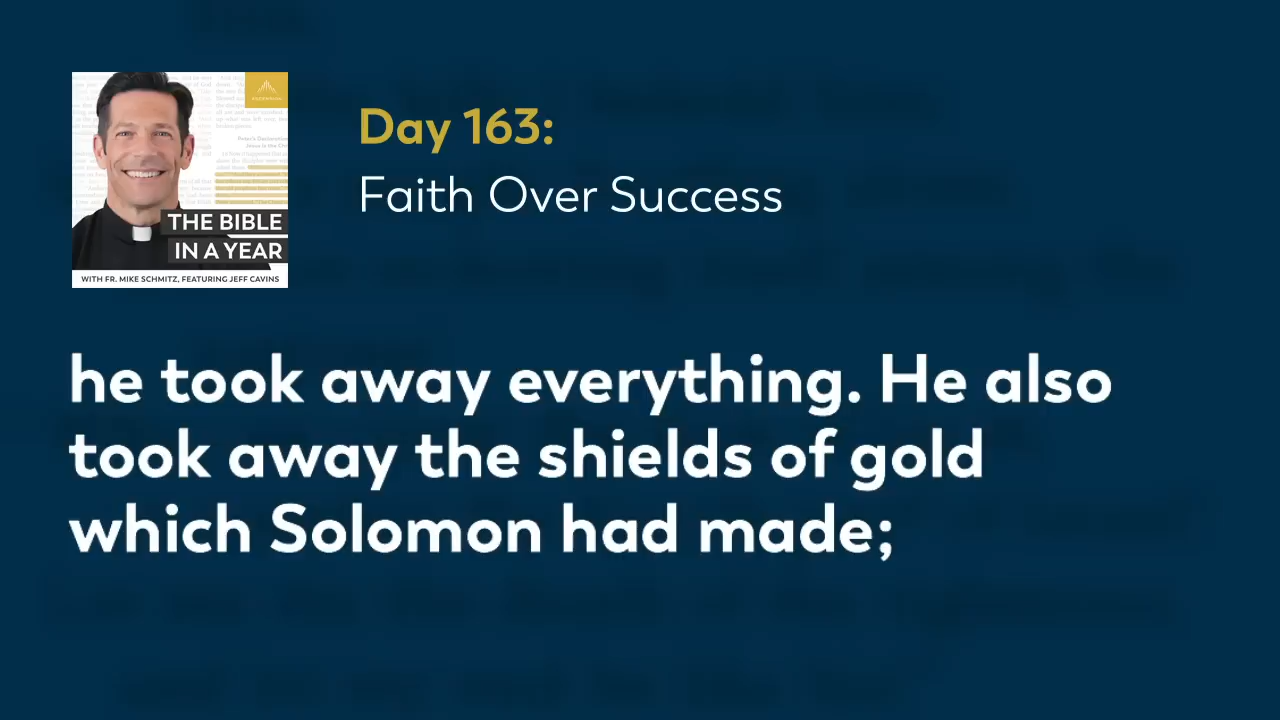 THE BIBLE
IN A YEAR
WITH FR. MIKE SCHMITZ, FEATURING JEFF CAVINS
Day 163:
Faith Over Success
he took away everything. He also
took away the shields of gold
which Solomon had made;